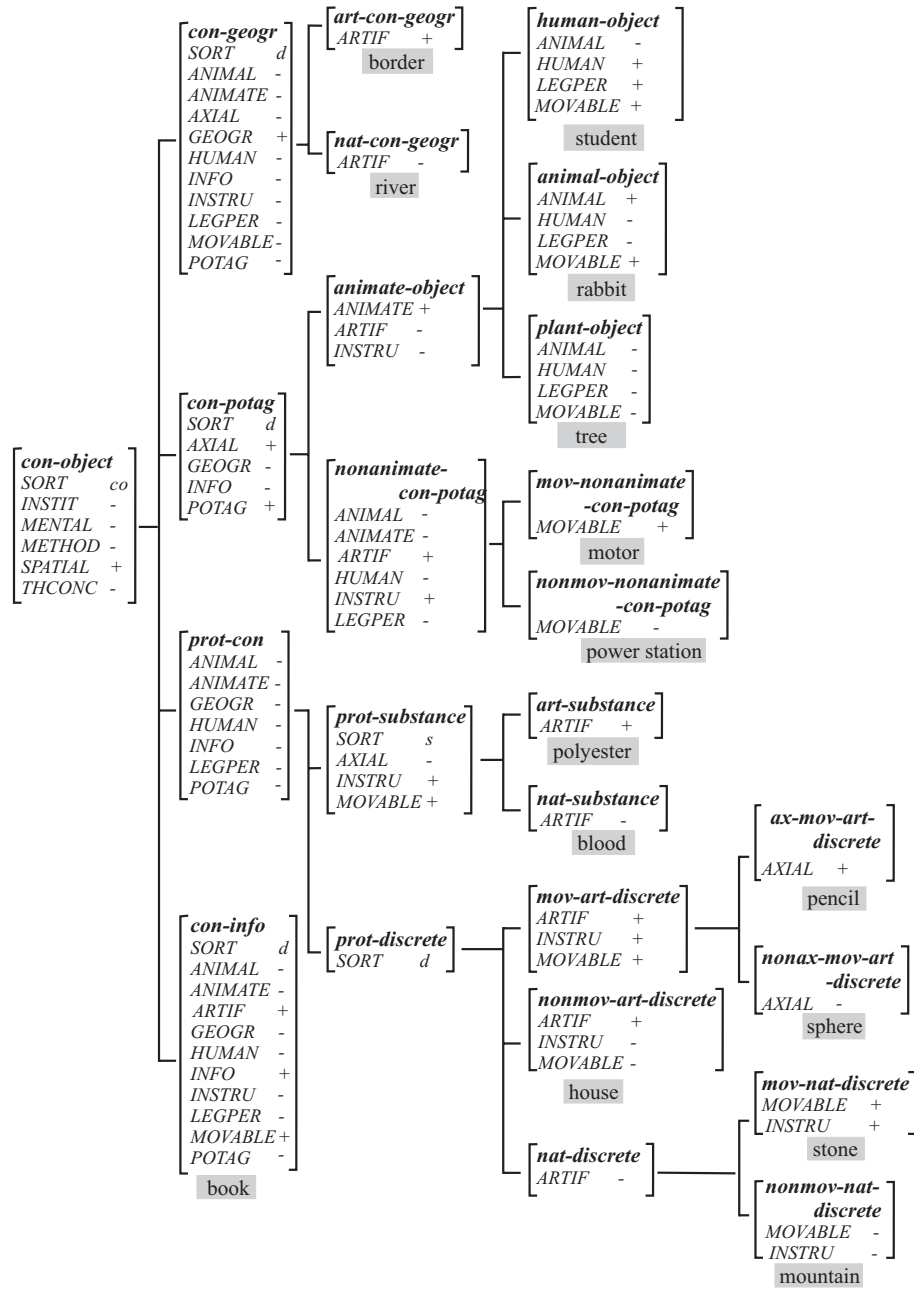 con-object
SORT co
INSTIT -
MENTAL -
METHOD -
SPATIAL +
THCONC -
con-geogr
SORT d
ANIMAL -
ANIMATE -
AXIAL -
GEOGR +
HUMAN -
INFO -
INSTRU -
LEGPER -
MOVABLE -
POTAG -
art-con-geogr
ARTIF +
border
nat-con-geogr
ARTIF -
river
con-potag
SORT d
AXIAL +
GEOGR -
INFO -
POTAG +
animate-object
ANIMATE +
ARTIF -
INSTRU -
human-object
ANIMAL -
HUMAN +
LEGPER +
MOVABLE +
student
animal-object
ANIMAL +
HUMAN -
LEGPER -
MOVABLE +
rabbit
plant-object
ANIMAL -
HUMAN -
LEGPER -
MOVABLE -
tree
nonanimate-
con-potag
ANIMAL -
ANIMATE -
ARTIF +
HUMAN -
INSTRU +
LEGPER -
mov-nonanimate
-con-potag
MOVABLE +
motor
nonmov-nonanimate
-con-potag
MOVABLE -
power station
prot-con
ANIMAL -
ANIMATE -
GEOGR -
HUMAN -
INFO -
LEGPER -
POTAG -
prot-substance
SORT s
AXIAL -
INSTRU +
MOVABLE +
art-substance
ARTIF +
polyester
nat-substance
ARTIF -
blood
prot-discrete
SORT d
mov-art-discrete
ARTIF +
INSTRU +
MOVABLE +
ax-mov-art-
discrete
AXIAL +
pencil
nonax-mov-art
-discrete
AXIAL -
sphere
nonmov-art-discrete
ARTIF +
INSTRU -
MOVABLE -
house
nat-discrete
ARTIF -
mov-nat-discrete
MOVABLE +
INSTRU +
stone
nonmov-nat-
discrete
MOVABLE -
INSTRU -
mountain
con-info
SORT d
ANIMAL -
ANIMATE -
ARTIF +
GEOGR -
HUMAN -
INFO +
INSTRU -
LEGPER -
MOVABLE +
POTAG -
book